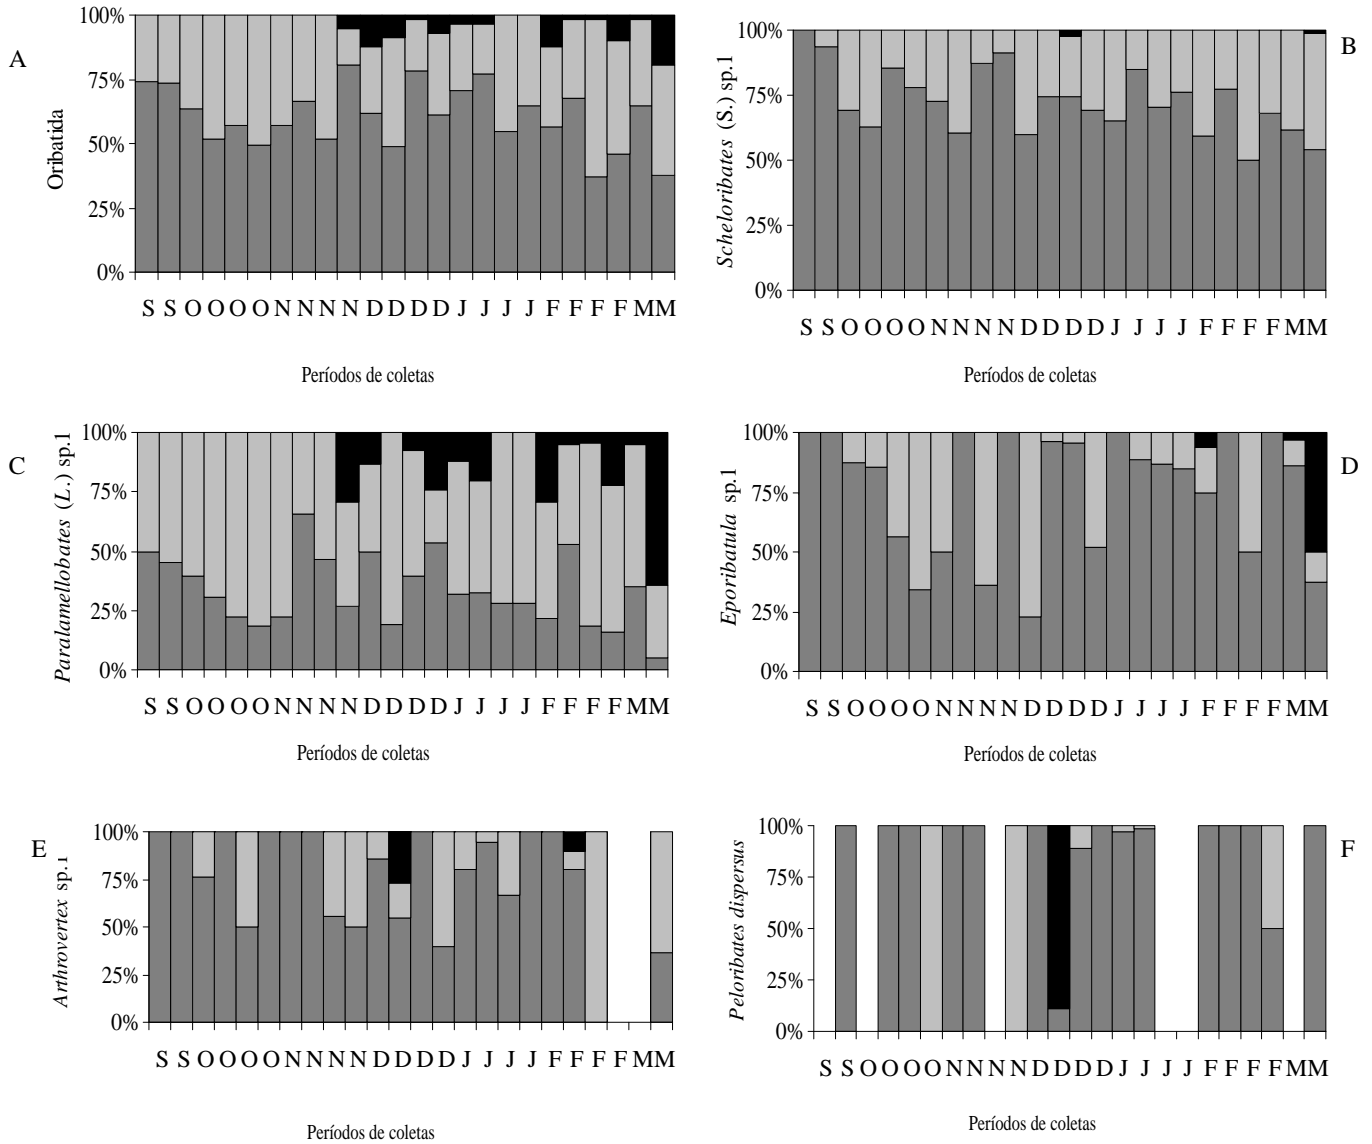 A
Oribatida
100%
75%
50%
25%
0%
S S O O O O N N N N D D D D J J J J F F F F M M
Períodos de coletas
B
Scheloribates (S.) sp.1
100%
75%
50%
25%
0%
S S O O O O N N N N D D D D J J J J F F F F M M
Períodos de coletas
C
Paralamellobates (L.) sp.1
100%
75%
50%
25%
0%
S S O O O O N N N N D D D D J J J J F F F F M M
Períodos de coletas
D
Eporibatula sp.1
100%
75%
50%
25%
0%
S S O O O O N N N N D D D D J J J J F F F F M M
Períodos de coletas
E
Arthrovertex sp.1
100%
75%
50%
25%
0%
S S O O O O N N N N D D D D J J J J F F F F M M
Períodos de coletas
F
Peloribates dispersus
100%
75%
50%
25%
0%
S S O O O O N N N N D D D D J J J J F F F F M M
Períodos de coletas